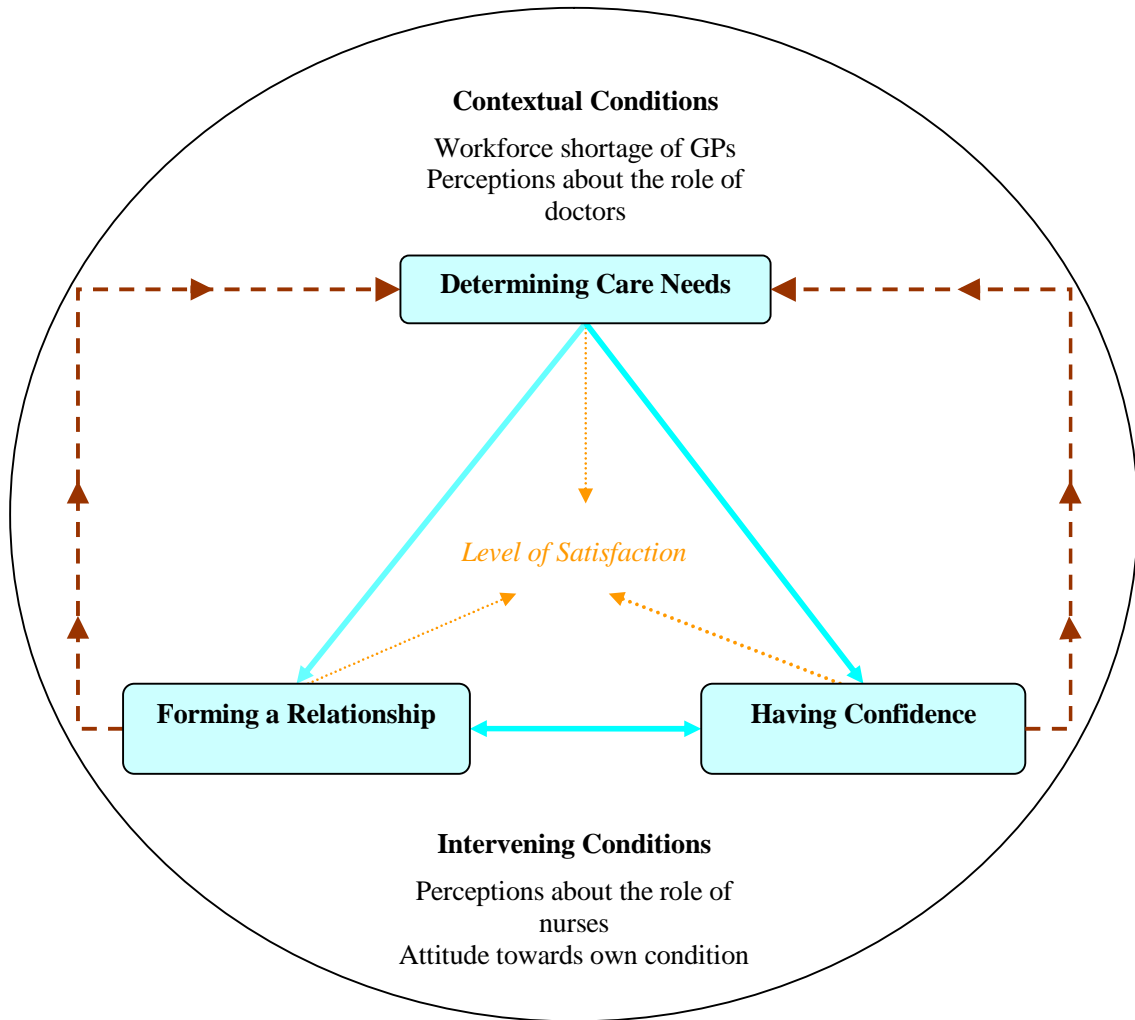 Contextual Conditions
Workforce shortage of GPs
Perceptions about the role of
doctors
Determining Care Needs
Level of Satisfaction
Forming a Relationship
Having Confidence
Intervening Conditions
Perceptions about the role of
nurses
Attitude towards own condition